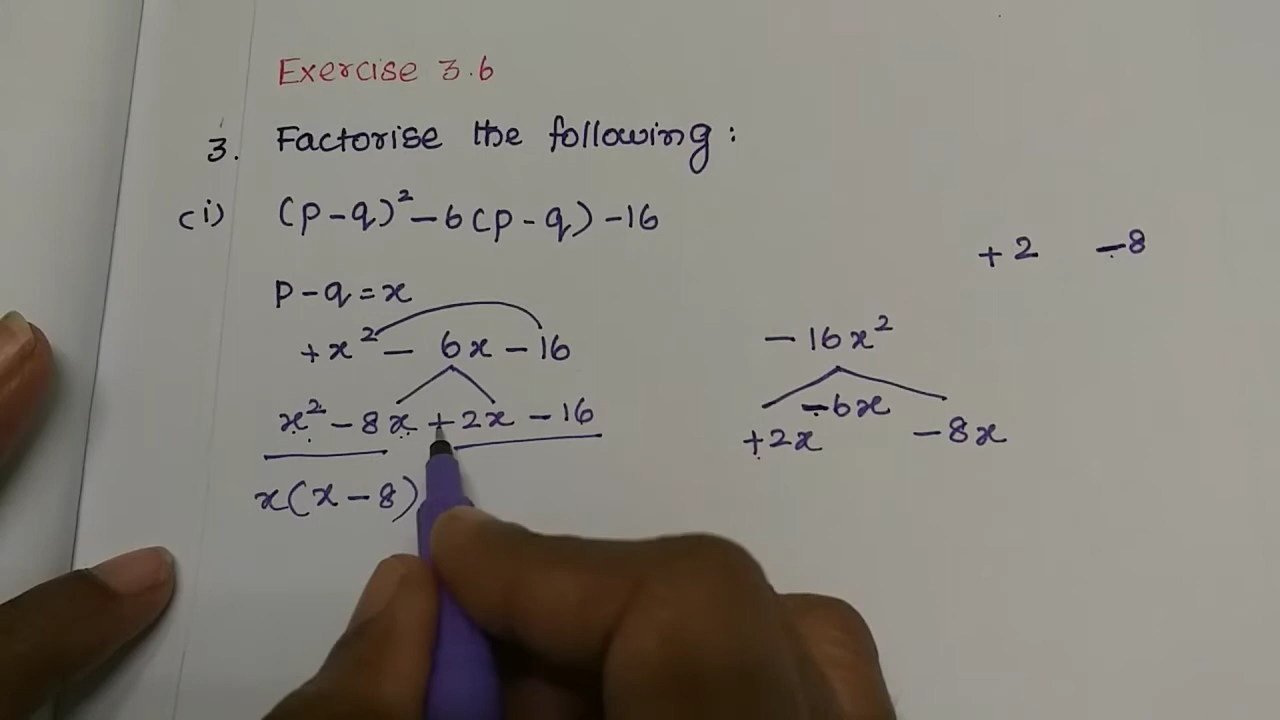 Exercise 3.6
3. Factorise the following:
(i) (p-q)² - 6(p-q) - 16
+2 -8
p-q = x
+x² - 6x - 16
x² - 8x + 2x - 16
x(x-8)
-16x²
-6x
+2x -8x